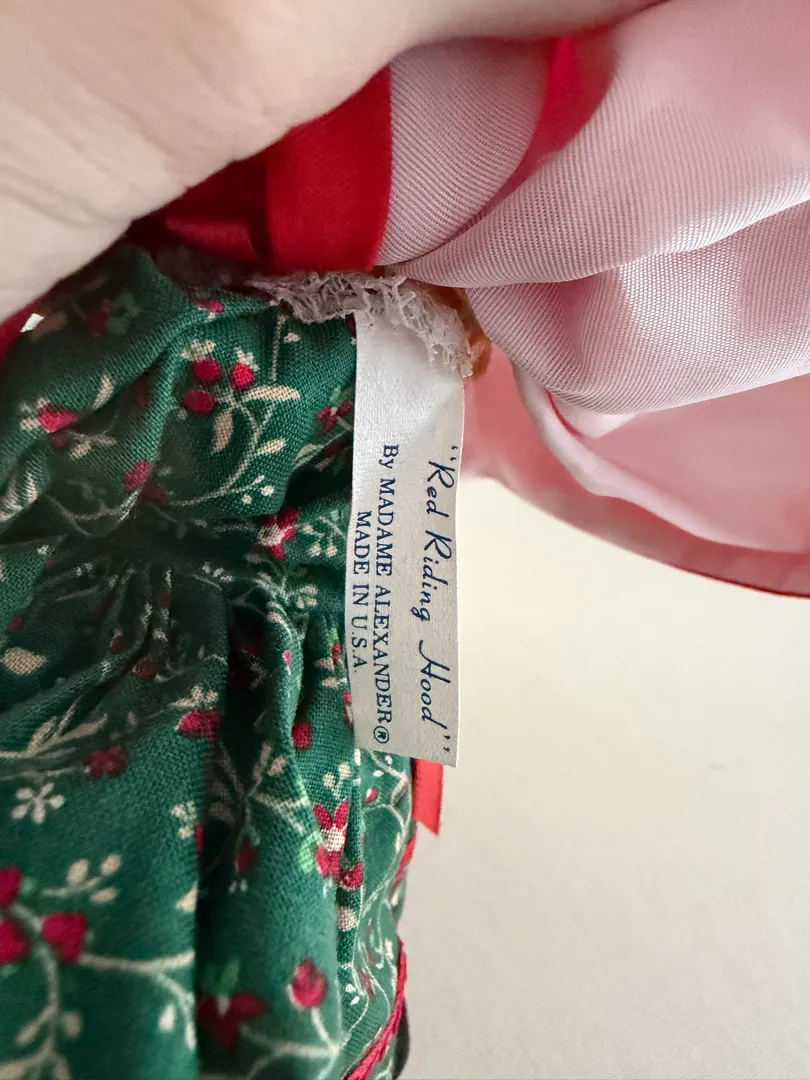 "Red Riding Hood"
By MADAME ALEXANDER®
MADE IN U.S.A.